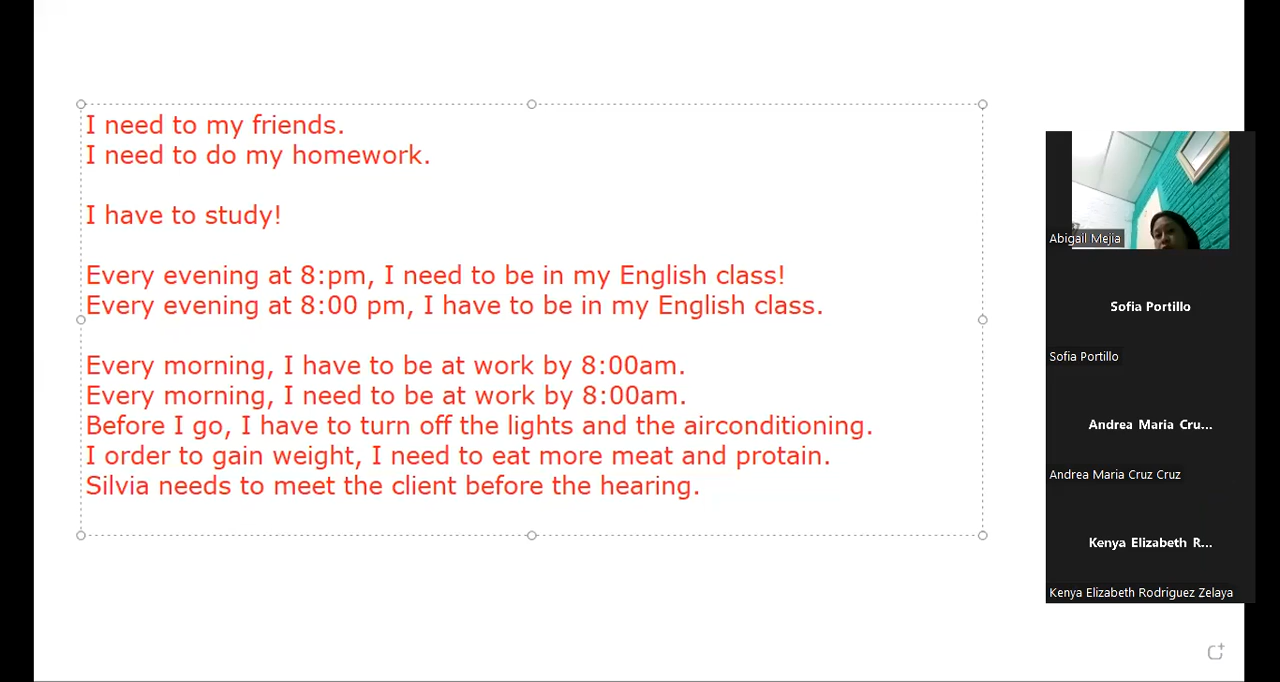 I need to my friends.
I need to do my homework.
I have to study!
Every evening at 8:pm, I need to be in my English class!
Every evening at 8:00 pm, I have to be in my English class.
Every morning, I have to be at work by 8:00am.
Every morning, I need to be at work by 8:00am.
Before I go, I have to turn off the lights and the airconditioning.
I order to gain weight, I need to eat more meat and protain.
Silvia needs to meet the client before the hearing.
Abigail Mejia
Sofia Portillo
Sofia Portillo
Andrea Maria Cru...
Andrea Maria Cruz Cruz
Kenya Elizabeth R...
Kenya Elizabeth Rodriguez Zelaya